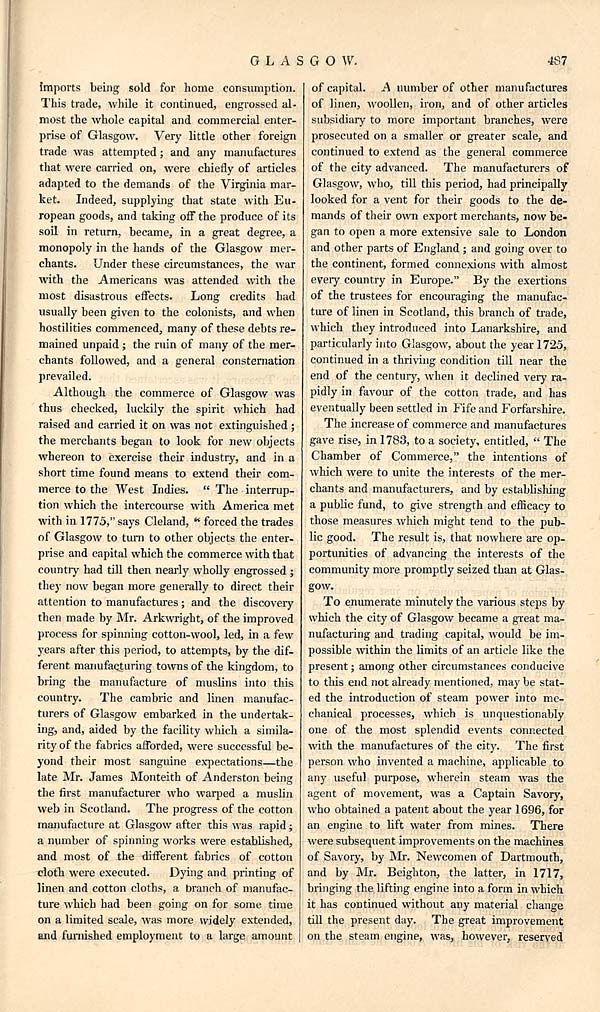 GLASGOW. 487
imports being sold for home consumption.
This trade, while it continued, engrossed al-
most the whole capital and commercial enter-
prise of Glasgow. Very little other foreign
trade was attempted; and any manufactures
that were carried on, were chiefly of articles
adapted to the demands of the Virginia mar-
ket. Indeed, supplying that state with Eu-
ropean goods, and taking off the produce of its
soil in return, became, in a great degree, a
monopoly in the hands of the Glasgow mer-
chants. Under these circumstances, the war
with the Americans was attended with the
most disastrous effects. Long credits had
usually been given to the colonists, and when
hostilities commenced, many of these debts re-
mained unpaid; the ruin of many of the mer-
chants followed, and a general consternation
prevailed.
Although the commerce of Glasgow was
thus checked, luckily the spirit which had
raised and carried it on was not extinguished;
the merchants began to look for new objects
whereon to exercise their industry, and in a
short time found means to extend their com-
merce to the West Indies. “ The interrup-
tion which the intercourse with America met
with in 1775,” says Cleland, “ forced the trades
of Glasgow to turn to other objects the enter-
prise and capital which the commerce with that
country had till then nearly wholly engrossed;
they now began more generally to direct their
attention to manufactures; and the discovery
then made by Mr. Arkwright, of the improved
process for spinning cotton-wool, led, in a few
years after this period, to attempts, by the dif-
ferent manufacturing towns of the kingdom, to
bring the manufacture of muslins into this
country. The cambric and linen manufac-
turers of Glasgow embarked in the undertak-
ing, and, aided by the facility which a simila-
rity of the fabrics afforded, were successful be-
yond their most sanguine expectations—the
late Mr. James Monteith of Anderston being
the first manufacturer who warped a muslin
web in Scotland. The progress of the cotton
manufacture at Glasgow after this was rapid;
a number of spinning works were established,
and most of the different fabrics of cotton
cloth were executed. Dying and printing of
linen and cotton cloths, a branch of manufac-
ture which had been going on for some time
on a limited scale, was more widely extended,
and furnished employment to a large amount
of capital. A number of other manufactures
of linen, woollen, iron, and of other articles
subsidiary to more important branches, were
prosecuted on a smaller or greater scale, and
continued to extend as the general commerce
of the city advanced. The manufacturers of
Glasgow, who, till this period, had principally
looked for a vent for their goods to the de-
mands of their own export merchants, now be-
gan to open a more extensive sale to London
and other parts of England; and going over to
the continent, formed connexions with almost
every country in Europe.” By the exertions
of the trustees for encouraging the manufac-
ture of linen in Scotland, this branch of trade,
which they introduced into Lanarkshire, and
particularly into Glasgow, about the year 1725,
continued in a thriving condition till near the
end of the century, when it declined very ra-
pidly in favour of the cotton trade, and has
eventually been settled in Fife and Forfarshire.
The increase of commerce and manufactures
gave rise, in 1783, to a society, entitled, “ The
Chamber of Commerce,” the intentions of
which were to unite the interests of the mer-
chants and manufacturers, and by establishing
a public fund, to give strength and efficacy to
those measures which might tend to the pub-
lic good. The result is, that nowhere are op-
portunities of advancing the interests of the
community more promptly seized than at Glas-
gow.
To enumerate minutely the various steps by
which the city of Glasgow became a great ma-
nufacturing and trading capital, would be im-
possible within the limits of an article like the
present; among other circumstances conducive
to this end not already mentioned, may be stat-
ed the introduction of steam power into me-
chanical processes, which is unquestionably
one of the most splendid events connected
with the manufactures of the city. The first
person who invented a machine, applicable to
any useful purpose, wherein steam was the
agent of movement, was a Captain Savory,
who obtained a patent about the year 1696, for
an engine to lift water from mines. There
were subsequent improvements on the machines
of Savory, by Mr. Newcomen of Dartmouth,
and by Mr. Beighton, the latter, in 1717,
bringing the lifting engine into a form in which
it has continued without any material change
till the present day. The great improvement
on the steam engine, was, however, reserved